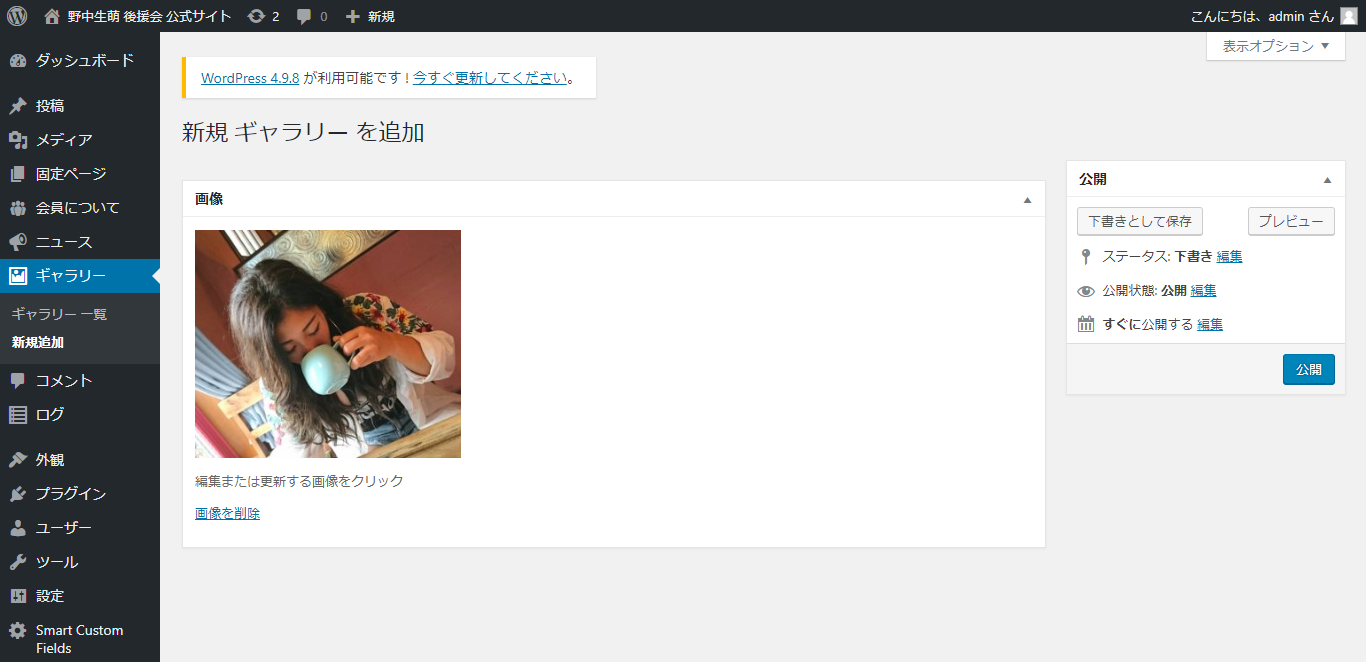 野中生萌 後援会 公式サイト 2 0 新規 こんにちは、admin さん
表示オプション ▼
ダッシュボード
投稿
メディア
固定ページ
会員について
ニュース
ギャラリー
ギャラリー 一覧
新規追加
コメント
ログ
外観
プラグイン
ユーザー
ツール
設定
Smart Custom
Fields
WordPress 4.9.8 が利用可能です ! 今すぐ更新してください。
新規 ギャラリー を追加
画像
編集または更新する画像をクリック
画像を削除
公開
下書きとして保存 プレビュー
ステータス: 下書き 編集
公開状態: 公開 編集
すぐに公開する 編集
公開